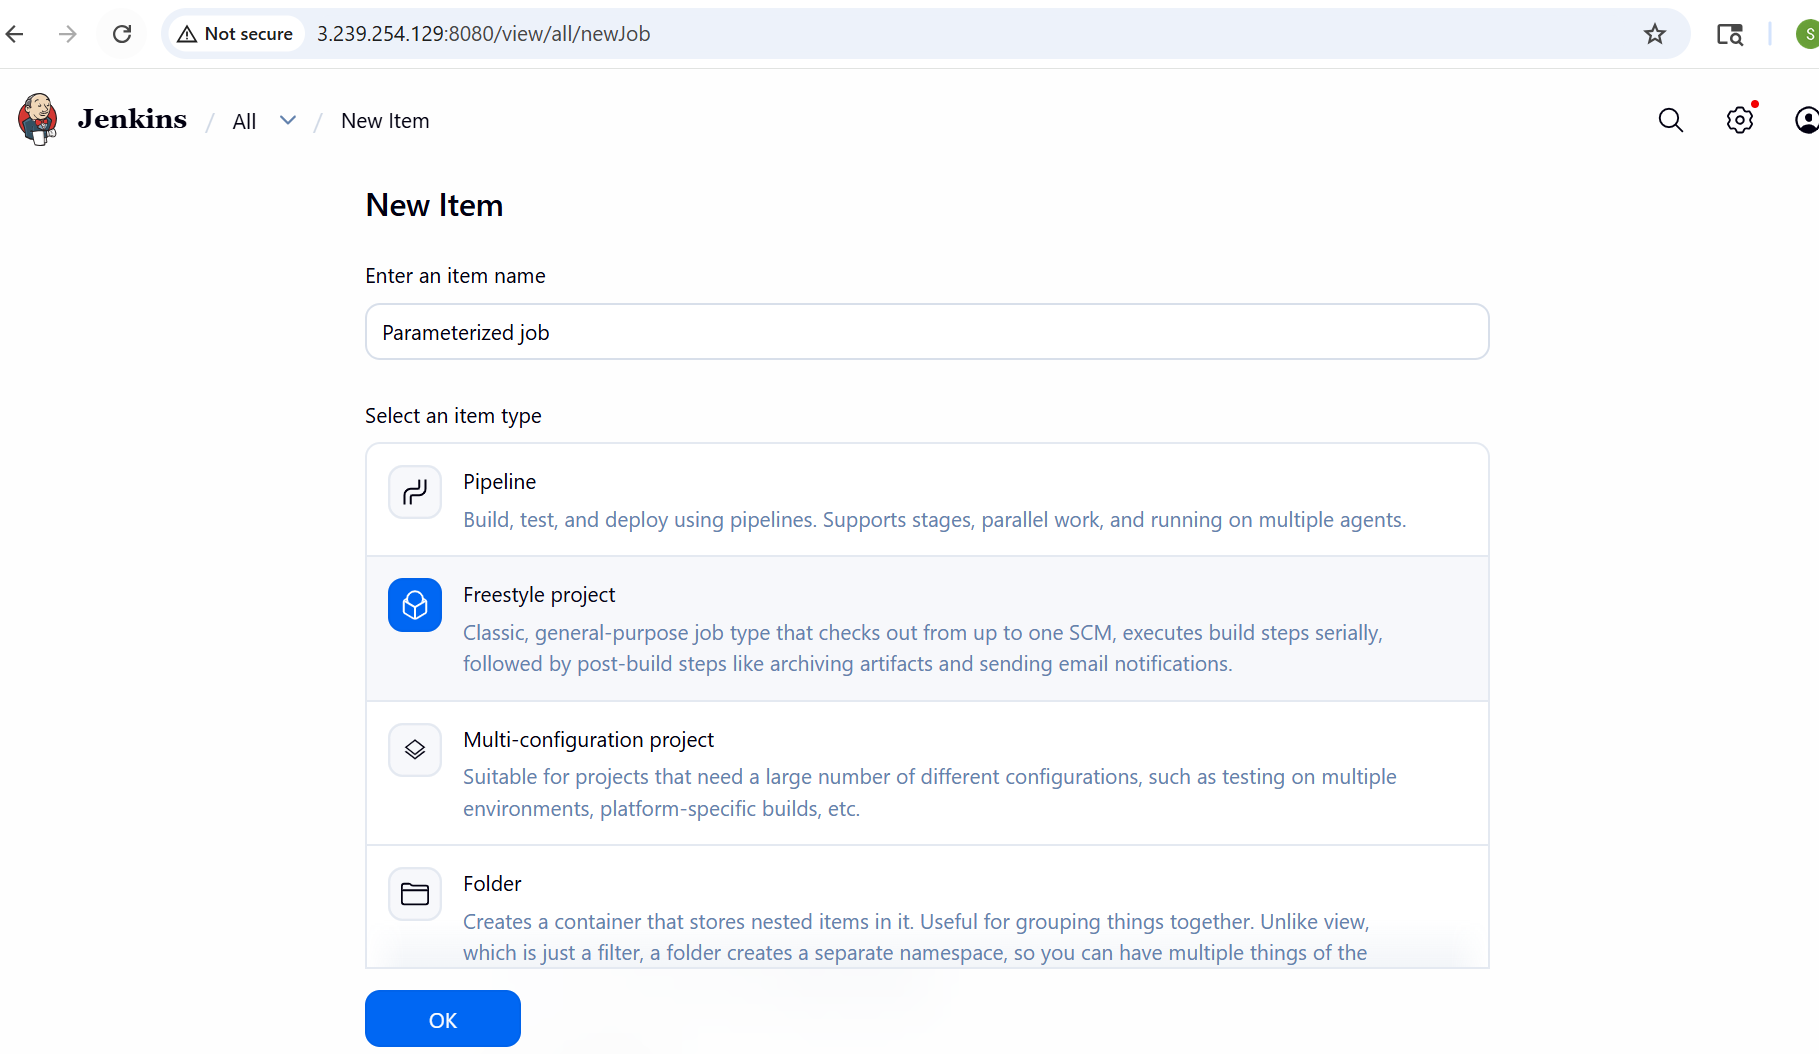 Not secure 3.239.254.129:8080/view/all/newJob
S
Jenkins / All / New Item
New Item
Enter an item name
Parameterized job
Select an item type
Pipeline
Build, test, and deploy using pipelines. Supports stages, parallel work, and running on multiple agents.
Freestyle project
Classic, general-purpose job type that checks out from up to one SCM, executes build steps serially,
followed by post-build steps like archiving artifacts and sending email notifications.
Multi-configuration project
Suitable for projects that need a large number of different configurations, such as testing on multiple
environments, platform-specific builds, etc.
Folder
Creates a container that stores nested items in it. Useful for grouping things together. Unlike view,
which is just a filter, a folder creates a separate namespace, so you can have multiple things of the
OK